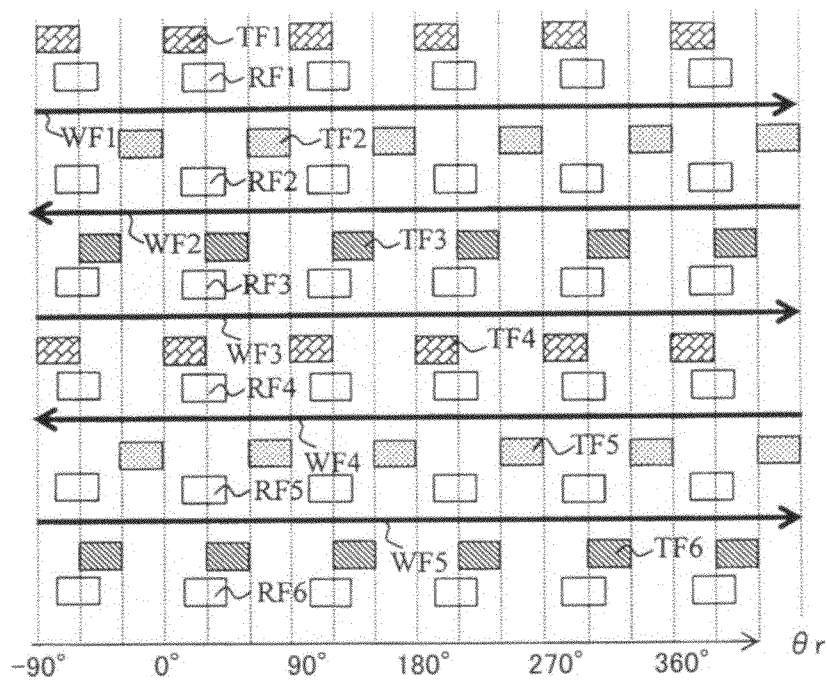 TF1
RF1
WF1
TF2
RF2
WF2
TF3
RF3
WF3
TF4
RF4
WF4
TF5
RF5
WF5
TF6
RF6
θr
-90° 0° 90° 180° 270° 360°